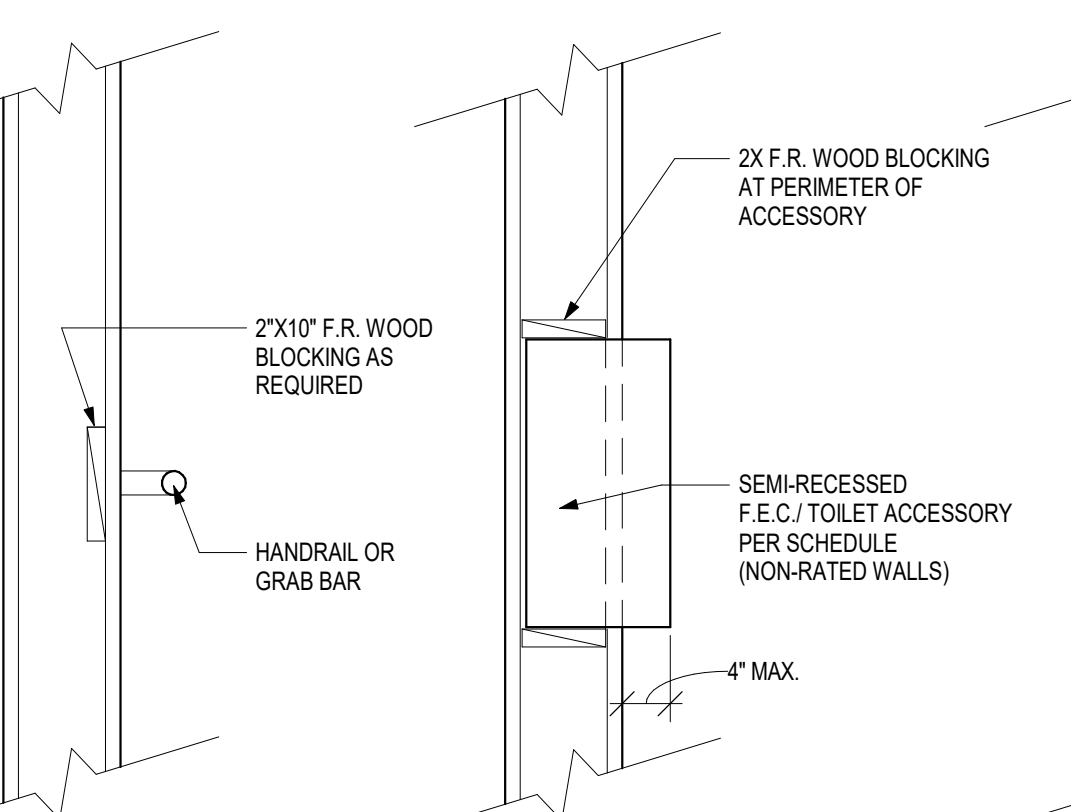 2X F.R. WOOD BLOCKING
AT PERIMETER OF
ACCESSORY
2"X10" F.R. WOOD
BLOCKING AS
REQUIRED
SEMI-RECESSED
F.E.C./ TOILET ACCESSORY
PER SCHEDULE
(NON-RATED WALLS)
HANDRAIL OR
GRAB BAR
4" MAX.